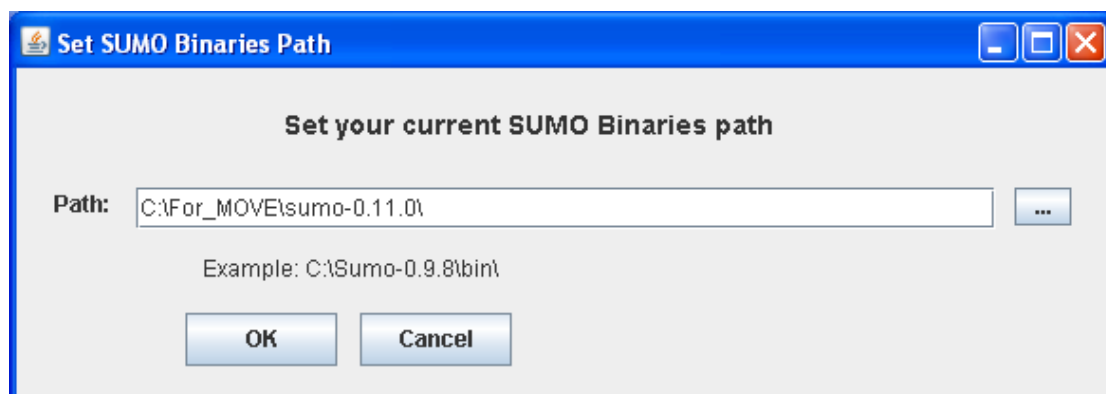 Set SUMO Binaries Path
Set your current SUMO Binaries path
Path: C:\For_MOVE\sumo-0.11.0\ ...
Example: C:\Sumo-0.9.8\bin\
OK Cancel